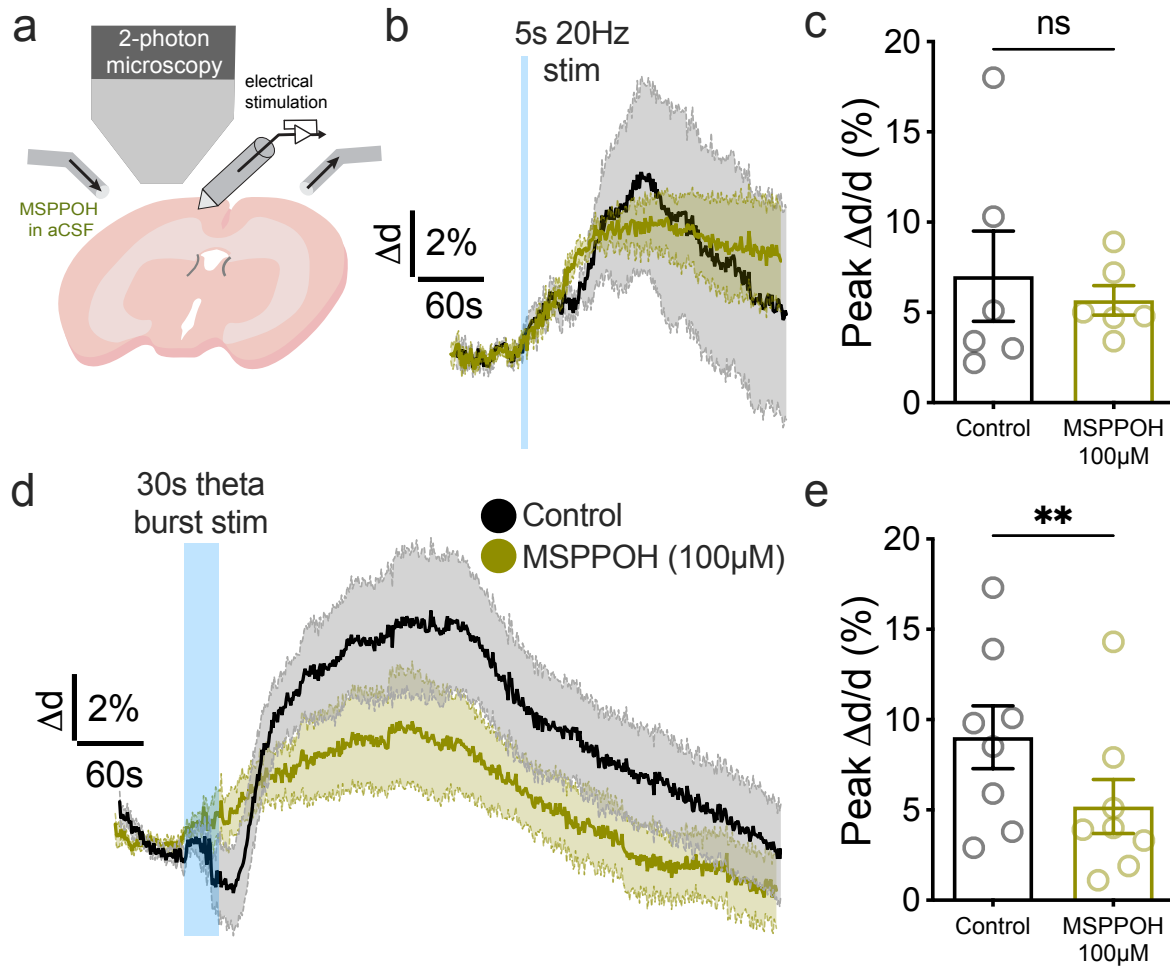 a
2-photon
microscopy
electrical
stimulation
MSPPOH
in aCSF
b
5s 20Hz
stim
Δd
2%
60s
c
ns
Peak Δd/d (%)
20
15
10
5
0
Control
MSPPOH
100µM
d
30s theta
burst stim
Control
MSPPOH (100µM)
Δd
2%
60s
e
**
Peak Δd/d (%)
20
15
10
5
0
Control
MSPPOH
100µM